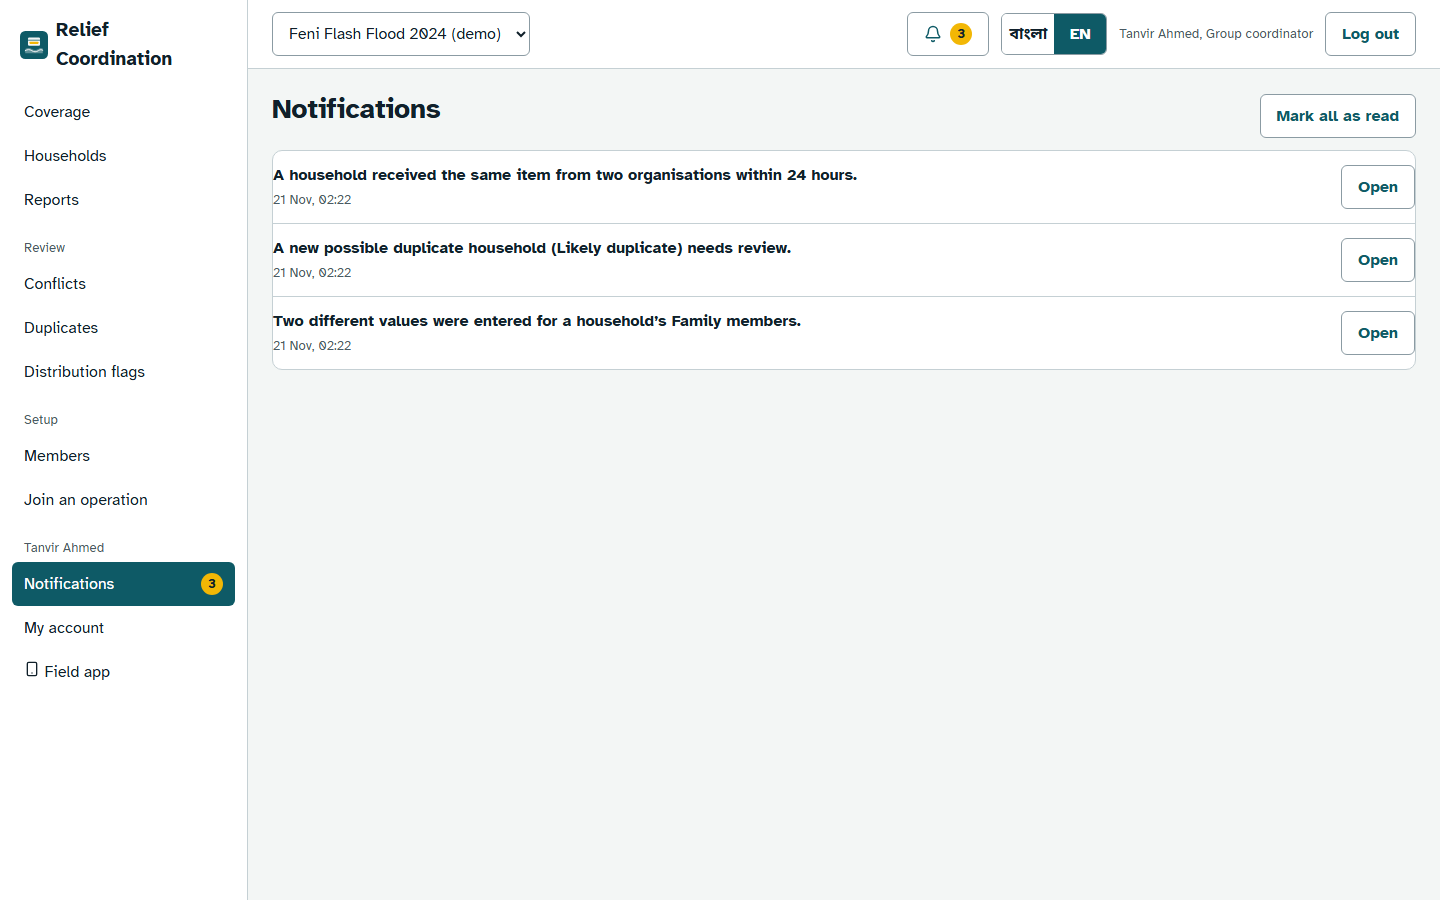 Relief
Coordination
Coverage
Households
Reports
Review
Conflicts
Duplicates
Distribution flags
Setup
Members
Join an operation
Tanvir Ahmed
Notifications 3
My account
Field app
Feni Flash Flood 2024 (demo)
3
বাংলা EN
Tanvir Ahmed, Group coordinator
Log out
Notifications
Mark all as read
A household received the same item from two organisations within 24 hours.
21 Nov, 02:22
Open
A new possible duplicate household (Likely duplicate) needs review.
21 Nov, 02:22
Open
Two different values were entered for a household’s Family members.
21 Nov, 02:22
Open